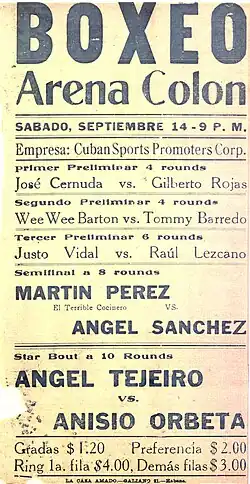 BOXEO
Arena Colon
SABADO, SEPTIEMBRE 14 - 9 P. M.
Empresa: Cuban Sports Promoters Corp.
primer Preliminar 4 rounds
José Cernuda vs. Gilberto Rojas
Segundo Preliminar 4 rounds
Wee Wee Barton vs. Tommy Barredo
Tercer Preliminar 6 rounds
Justo Vidal vs. Raúl Lezcano
Semifinal a 8 rounds
MARTIN PEREZ
El Terrible Cocinero VS.
ANGEL SANCHEZ
Star Bout a 10 Rounds
ANGEL TEJEIRO
VS.
ANISIO ORBETA
Gradas $ 1.20 Preferencia $ 2.00
Ring 1a. fila $4.00, Demás filas $ 3.00
LA CASA AMADO—GALIANO 21.—Habana.